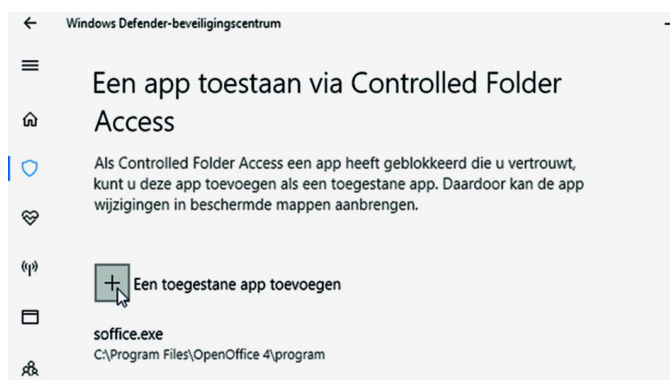 Windows Defender-beveiligingscentrum
Een app toestaan via Controlled Folder
Access
Als Controlled Folder Access een app heeft geblokkeerd die u vertrouwt,
kunt u deze app toevoegen als een toegestane app. Daardoor kan de app
wijzigingen in beschermde mappen aanbrengen.
Een toegestane app toevoegen
soffice.exe
C:\Program Files\OpenOffice 4\program